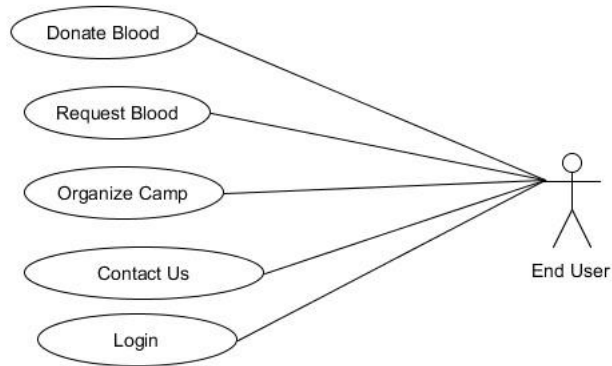 Donate Blood
Request Blood
Organize Camp
Contact Us
End User
Login